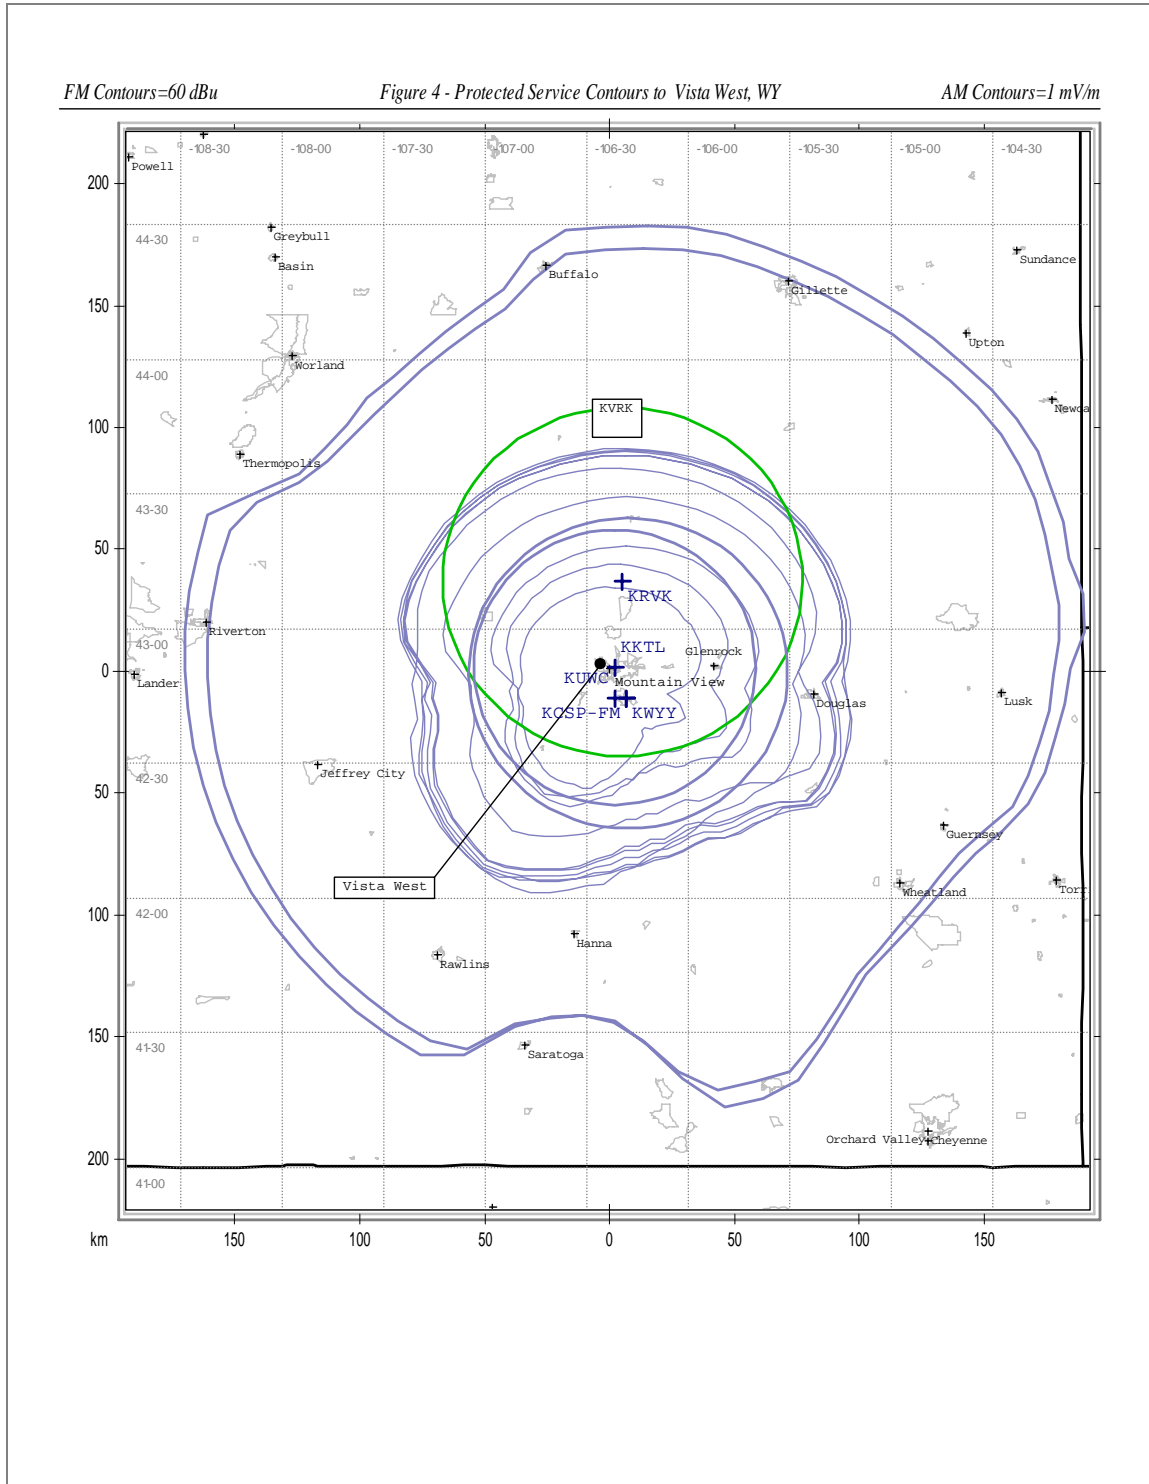 FM Contours=60 dBu Figure 4 - Protected Service Contours to Vista West, WY AM Contours=1 mV/m
-108-30 -108-00 -107-30 -107-00 -106-30 -106-00 -105-30 -105-00 -104-30
Powell
200
44-30
Greybull
Basin
Buffalo
Sundance
Gillette
150
Upton
Worland
44-00
KVRK
Newca
100
Thermopolis
43-30
50
KRVK
Riverton
43-00
KKTL
Glenrock
0
Lander
KUWC
Mountain View
Douglas
Lusk
KCSP-FM KWYY
42-30
Jeffrey City
50
Guernsey
Vista West
Wheatland
Torr
100
42-00
Hanna
Rawlins
150
41-30
Saratoga
Orchard Valley Cheyenne
200
41-00
km 150 100 50 0 50 100 150